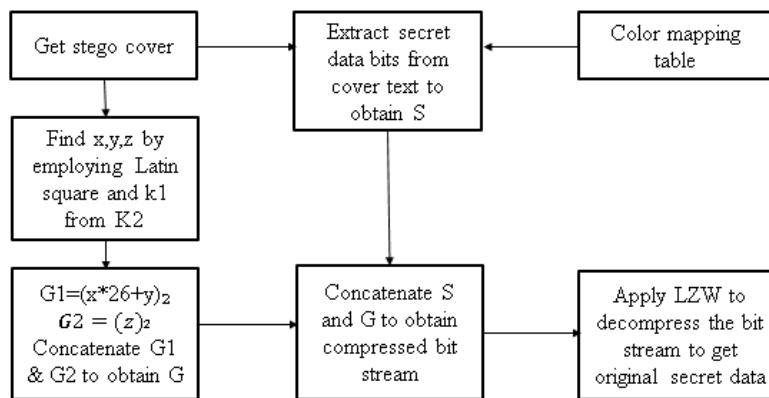 Get stego cover
Extract secret
data bits from
cover text to
obtain S
Color mapping
table
Find x,y,z by
employing Latin
square and k1
from K2
G1=(x*26+y)₂
G2 = (z)₂
Concatenate G1
& G2 to obtain G
Concatenate S
and G to obtain
compressed bit
stream
Apply LZW to
decompress the bit
stream to get
original secret data